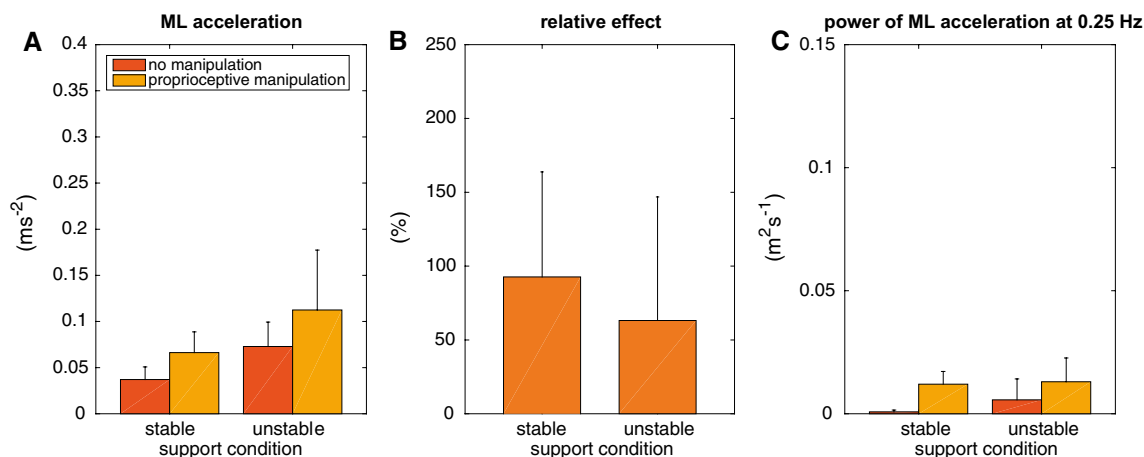 A
ML acceleration
0.4
0.35
0.3
0.25
0.2
0.15
0.1
0.05
0
(ms-2)
no manipulation
proprioceptive manipulation
stable
unstable
support condition
B
relative effect
250
200
150
100
50
0
(%)
stable
unstable
support condition
C
power of ML acceleration at 0.25 Hz
0.15
0.1
0.05
0
(m2s-1)
stable
unstable
support condition